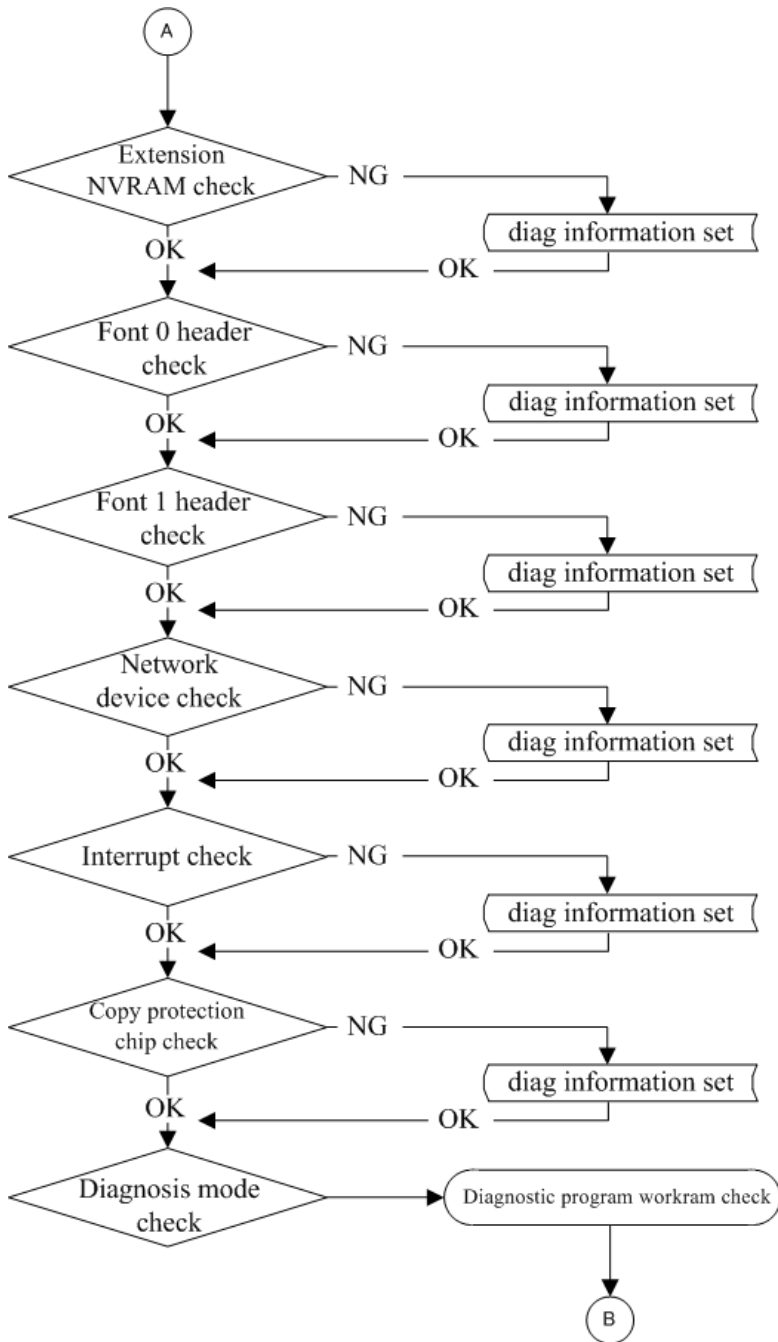 A
Extension
NVRAM check
NG
diag information set
OK
OK
Font 0 header
check
NG
diag information set
OK
OK
Font 1 header
check
NG
diag information set
OK
OK
Network
device check
NG
diag information set
OK
OK
Interrupt check
NG
diag information set
OK
OK
Copy protection
chip check
NG
diag information set
OK
OK
Diagnosis mode
check
Diagnostic program workram check
B